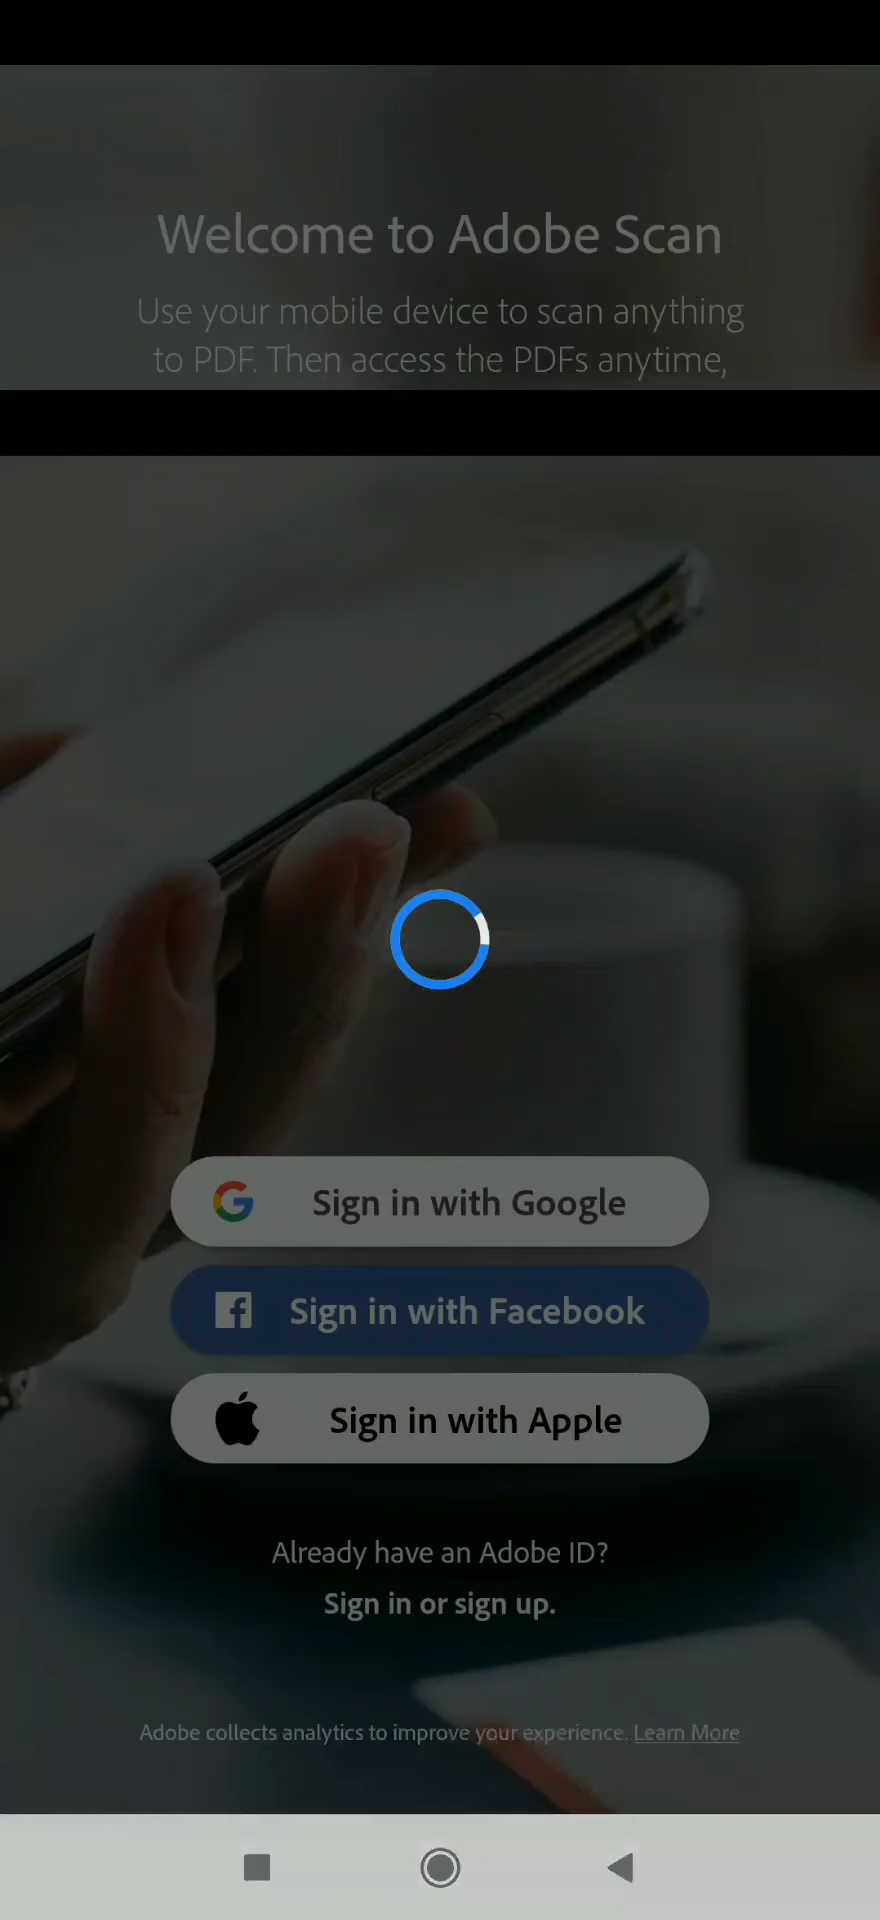 Welcome to Adobe Scan
Use your mobile device to scan anything
to PDF. Then access the PDFs anytime,
Sign in with Google
Sign in with Facebook
Sign in with Apple
Already have an Adobe ID?
Sign in or sign up.
Adobe collects analytics to improve your experience. Learn More